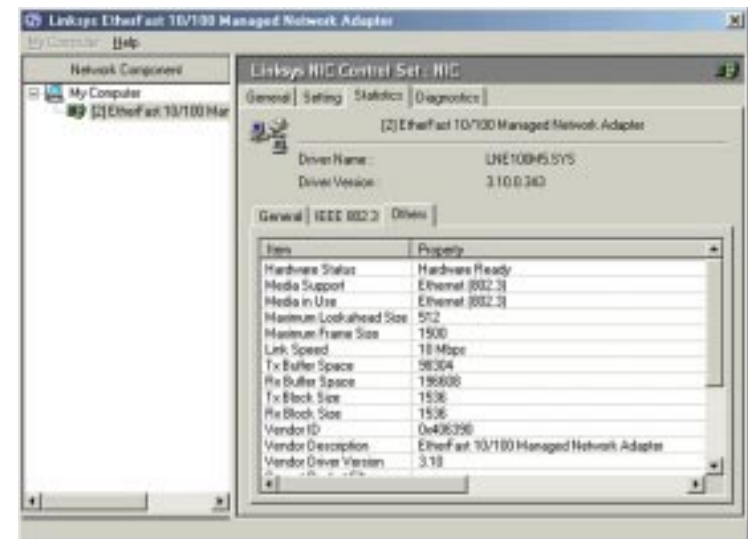 Linksys EtherFast 10/100 Managed Network Adapter
My Computer Help
Network Component
My Computer
[2] EtherFast 10/100 Mar
Linksys NIC Control Set : NIC
General Setting Statistics Diagnostics
[2] EtherFast 10/100 Managed Network Adapter
Driver Name : LNE100M5.SYS
Driver Version : 3.10.0.343
General IEEE 802.3 Others
Item Property
Hardware Status Hardware Ready
Media Support Ethernet (802.3)
Media in Use Ethernet (802.3)
Maximum Lookahead Size 512
Maximum Frame Size 1500
Link Speed 10 Mbps
Tx Buffer Space 98304
Rx Buffer Space 196608
Tx Block Size 1536
Rx Block Size 1536
Vendor ID
Vendor Description EtherFast 10/100 Managed Network Adapter
Vendor Driver Version 3.10